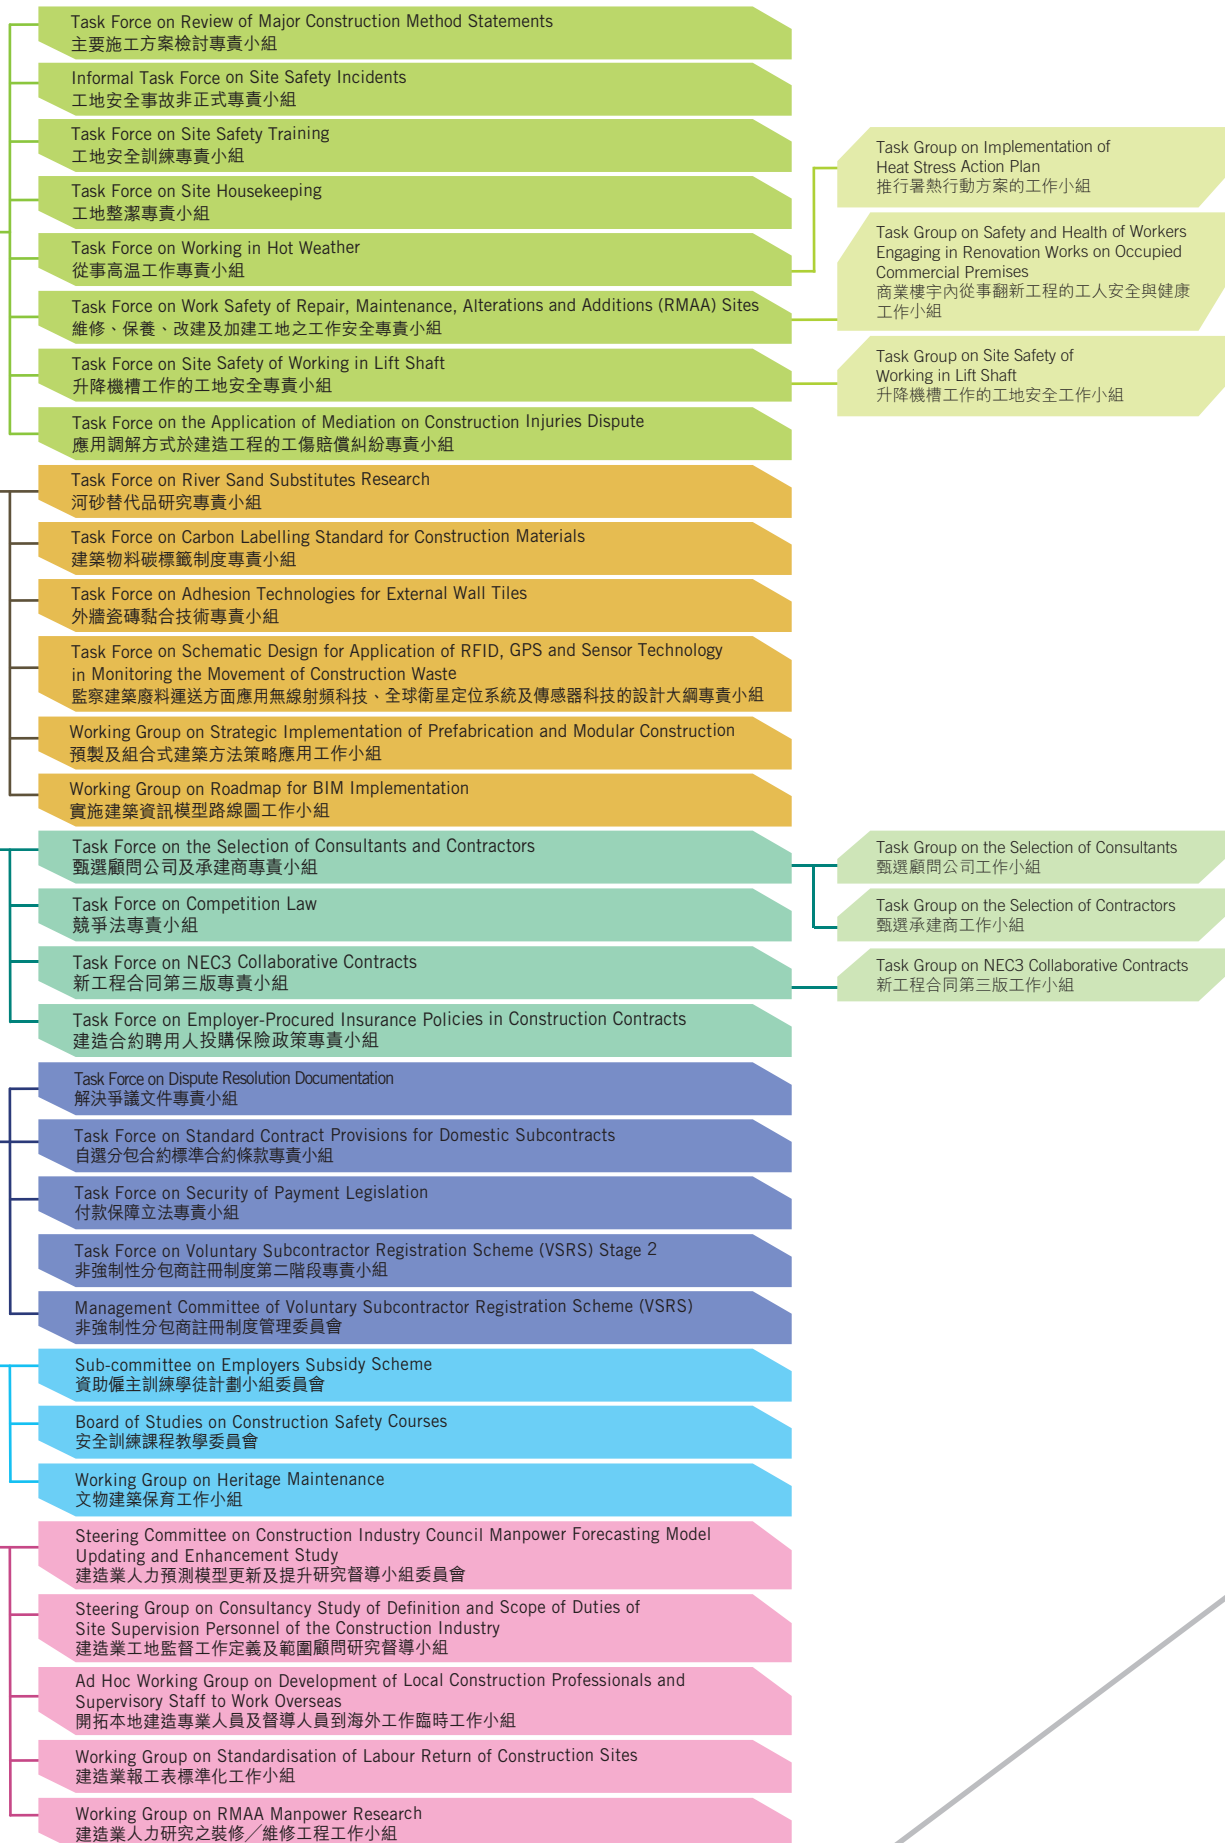 Task Force on Review of Major Construction Method Statements
主要施工方案檢討專責小組
Informal Task Force on Site Safety Incidents
工地安全事故非正式專責小組
Task Force on Site Safety Training
工地安全訓練專責小組
Task Force on Site Housekeeping
工地整潔專責小組
Task Force on Working in Hot Weather
從事高温工作專責小組
Task Group on Implementation of
Heat Stress Action Plan
推行暑熱行動方案的工作小組
Task Force on Work Safety of Repair, Maintenance, Alterations and Additions (RMAA) Sites
維修、保養、改建及加建工地之工作安全專責小組
Task Group on Safety and Health of Workers
Engaging in Renovation Works on Occupied
Commercial Premises
商業樓宇內從事翻新工程的工人安全與健康
工作小組
Task Force on Site Safety of Working in Lift Shaft
升降機槽工作的工地安全專責小組
Task Group on Site Safety of
Working in Lift Shaft
升降機槽工作的工地安全工作小組
Task Force on the Application of Mediation on Construction Injuries Dispute
應用調解方式於建造工程的工傷賠償糾紛專責小組
Task Force on River Sand Substitutes Research
河砂替代品研究專責小組
Task Force on Carbon Labelling Standard for Construction Materials
建築物料碳標籤制度專責小組
Task Force on Adhesion Technologies for External Wall Tiles
外牆瓷磚黏合技術專責小組
Task Force on Schematic Design for Application of RFID, GPS and Sensor Technology
in Monitoring the Movement of Construction Waste
監察建築廢料運送方面應用無線射頻科技、全球衛星定位系統及傳感器科技的設計大綱專責小組
Working Group on Strategic Implementation of Prefabrication and Modular Construction
預製及組合式建築方法策略應用工作小組
Working Group on Roadmap for BIM Implementation
實施建築資訊模型路線圖工作小組
Task Force on the Selection of Consultants and Contractors
甄選顧問公司及承建商專責小組
Task Group on the Selection of Consultants
甄選顧問公司工作小組
Task Force on Competition Law
競爭法專責小組
Task Group on the Selection of Contractors
甄選承建商工作小組
Task Force on NEC3 Collaborative Contracts
新工程合同第三版專責小組
Task Group on NEC3 Collaborative Contracts
新工程合同第三版工作小組
Task Force on Employer-Procured Insurance Policies in Construction Contracts
建造合約聘用人投購保險政策專責小組
Task Force on Dispute Resolution Documentation
解決爭議文件專責小組
Task Force on Standard Contract Provisions for Domestic Subcontracts
自選分包合約標準合約條款專責小組
Task Force on Security of Payment Legislation
付款保障立法專責小組
Task Force on Voluntary Subcontractor Registration Scheme (VSRS) Stage 2
非強制性分包商註冊制度第二階段專責小組
Management Committee of Voluntary Subcontractor Registration Scheme (VSRS)
非強制性分包商註冊制度管理委員會
Sub-committee on Employers Subsidy Scheme
資助僱主訓練學徒計劃小組委員會
Board of Studies on Construction Safety Courses
安全訓練課程教學委員會
Working Group on Heritage Maintenance
文物建築保育工作小組
Steering Committee on Construction Industry Council Manpower Forecasting Model
Updating and Enhancement Study
建造業人力預測模型更新及提升研究督導小組委員會
Steering Group on Consultancy Study of Definition and Scope of Duties of
Site Supervision Personnel of the Construction Industry
建造業工地監督工作定義及範圍顧問研究督導小組
Ad Hoc Working Group on Development of Local Construction Professionals and
Supervisory Staff to Work Overseas
開拓本地建造專業人員及督導人員到海外工作臨時工作小組
Working Group on Standardisation of Labour Return of Construction Sites
建造業報工表標準化工作小組
Working Group on RMAA Manpower Research
建造業人力研究之裝修／維修工程工作小組